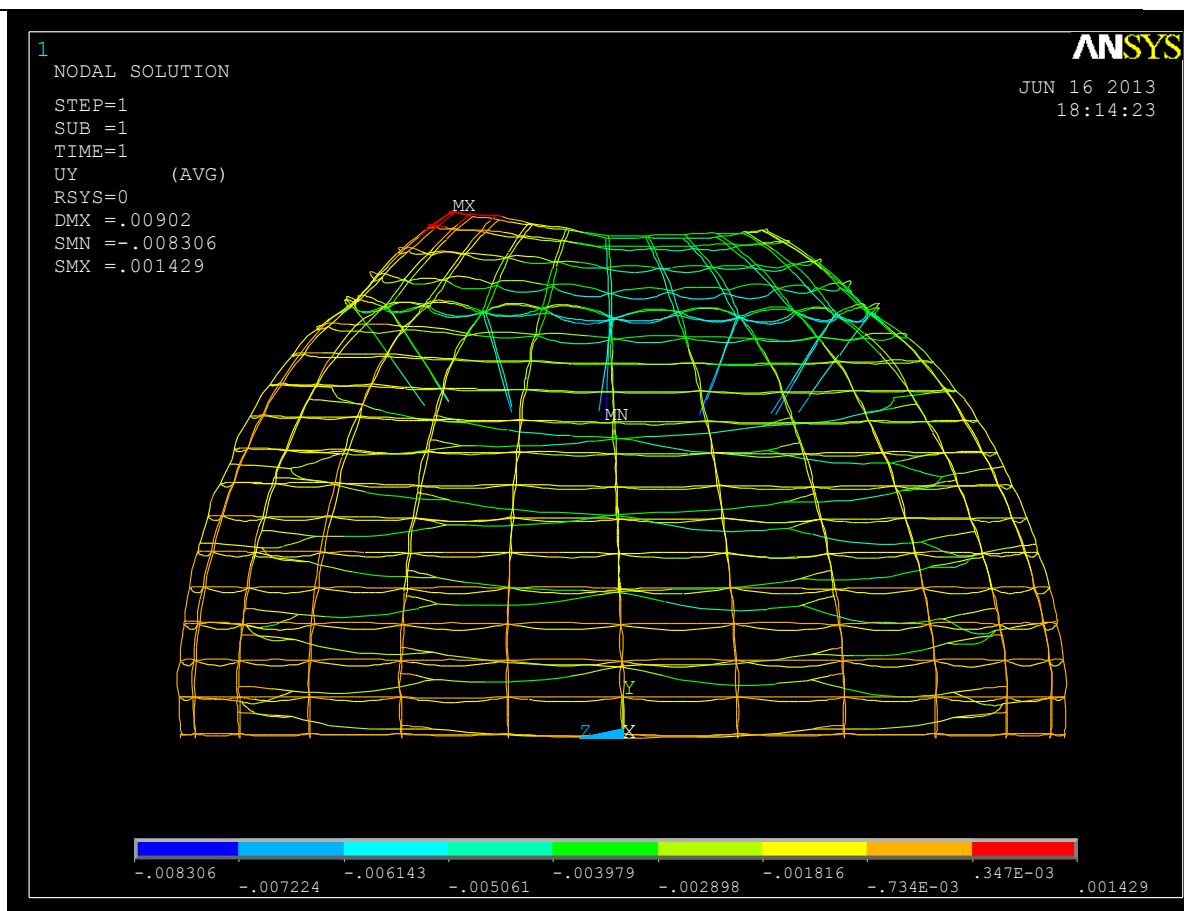 1
ANSYS
NODAL SOLUTION
JUN 16 2013
18:14:23
STEP=1
SUB =1
TIME=1
UY (AVG)
RSYS=0
DMX =.00902
SMN =-.008306
SMX =.001429
MX
MN
Y
Z X
-.008306 -.006143 -.003979 -.001816 .347E-03
-.007224 -.005061 -.002898 -.734E-03 .001429